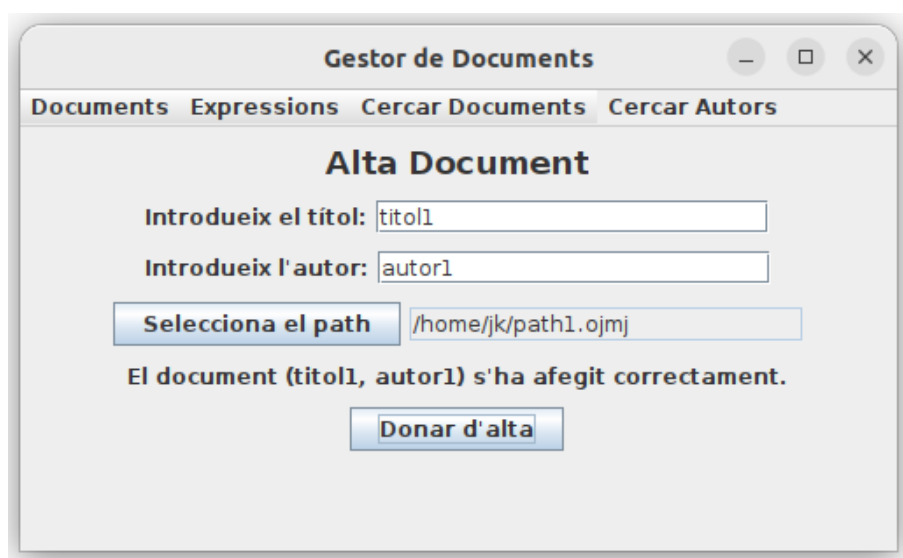 Gestor de Documents
Documents Expressions Cercar Documents Cercar Autors
Alta Document
Introdueix el títol: titol1
Introdueix l'autor: autor1
Selecciona el path /home/jk/path1.ojmj
El document (titol1, autor1) s'ha afegit correctament.
Donar d'alta